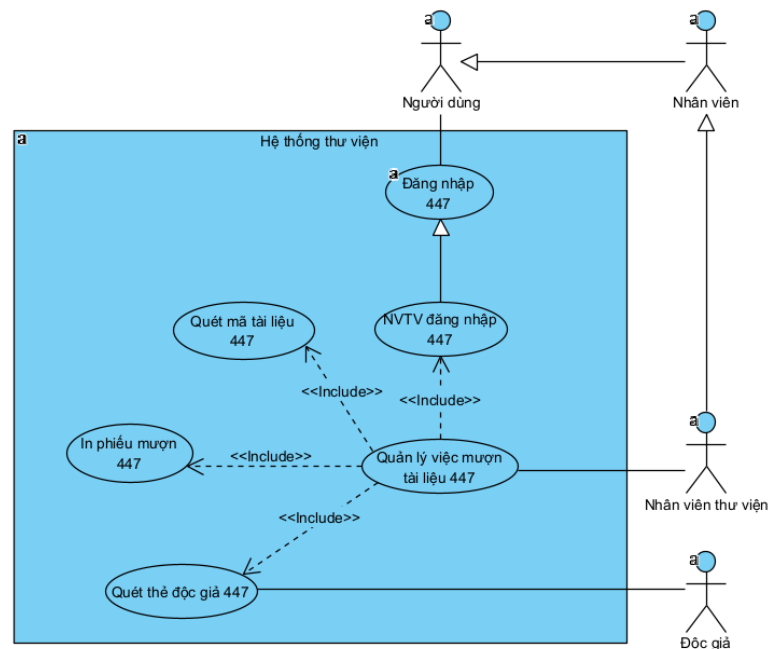 a
a
Người dùng
Nhân viên
a
Hệ thống thư viện
a
Đăng nhập
447
Quét mã tài liệu
447
NVTV đăng nhập
447
<<Include>>
<<Include>>
In phiếu mượn
447
<<Include>>
Quản lý việc mượn
tài liệu 447
a
Nhân viên thư viện
<<Include>>
a
Quét thẻ độc giả 447
Độc giả